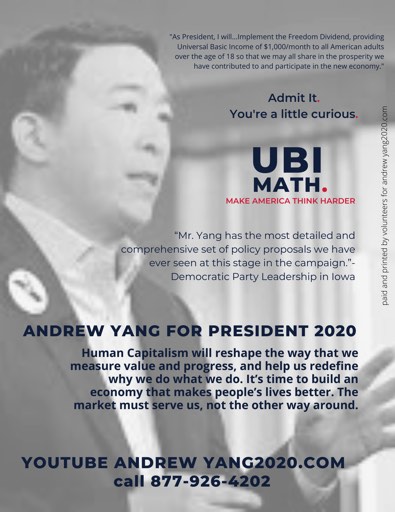 "As President, I will...Implement the Freedom Dividend, providing
Universal Basic Income of $1,000/month to all American adults
over the age of 18 so that we may all share in the prosperity we
have contributed to and participate in the new economy."
Admit It.
You're a little curious.
UBI
MATH.
MAKE AMERICA THINK HARDER
paid and printed by volunteers for andrew yang2020.com
"Mr. Yang has the most detailed and
comprehensive set of policy proposals we have
ever seen at this stage in the campaign."-
Democratic Party Leadership in Iowa
ANDREW YANG FOR PRESIDENT 2020
Human Capitalism will reshape the way that we
measure value and progress, and help us redefine
why we do what we do. It's time to build an
economy that makes people's lives better. The
market must serve us, not the other way around.
YOUTUBE ANDREW YANG2020.COM
call 877-926-4202